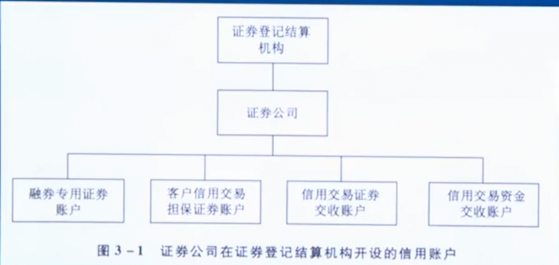 证券登记结算
机构
证券公司
融券专用证券
账户
客户信用交易
担保证券账户
信用交易证券
交收账户
信用交易资金
交收账户
图 3-1 证券公司在证券登记结算机构开设的信用账户